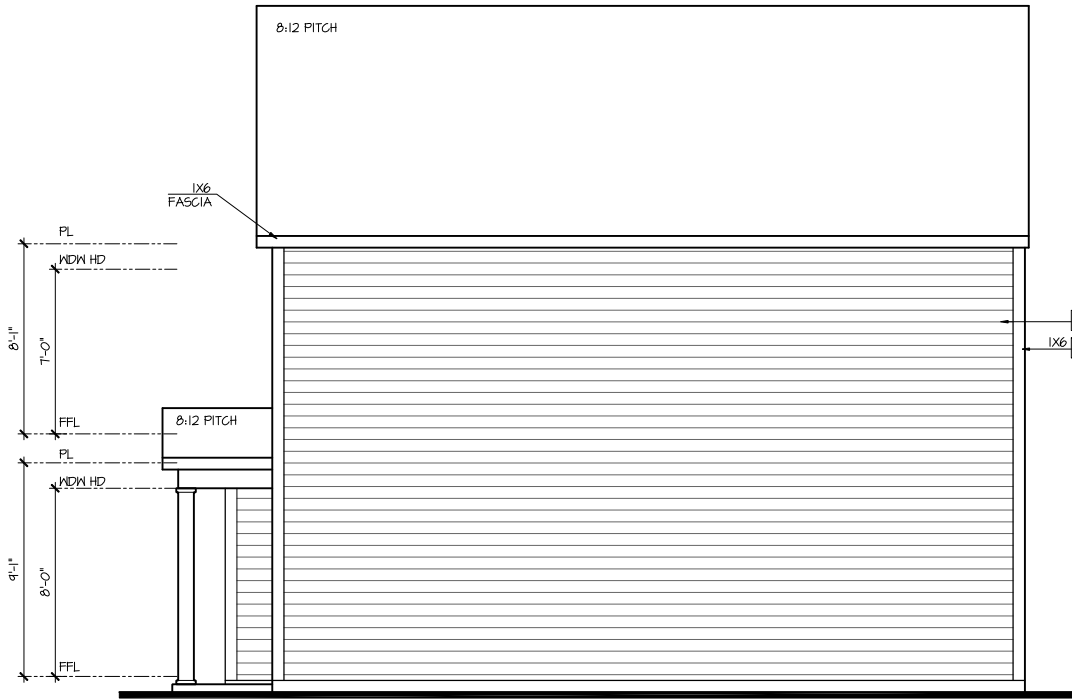 8:12 PITCH
1X6
FASCIA
PL
WDW HD
8'-1"
7'-0"
FFL
8:12 PITCH
PL
WDW HD
9'-1"
8'-0"
FFL
1X6